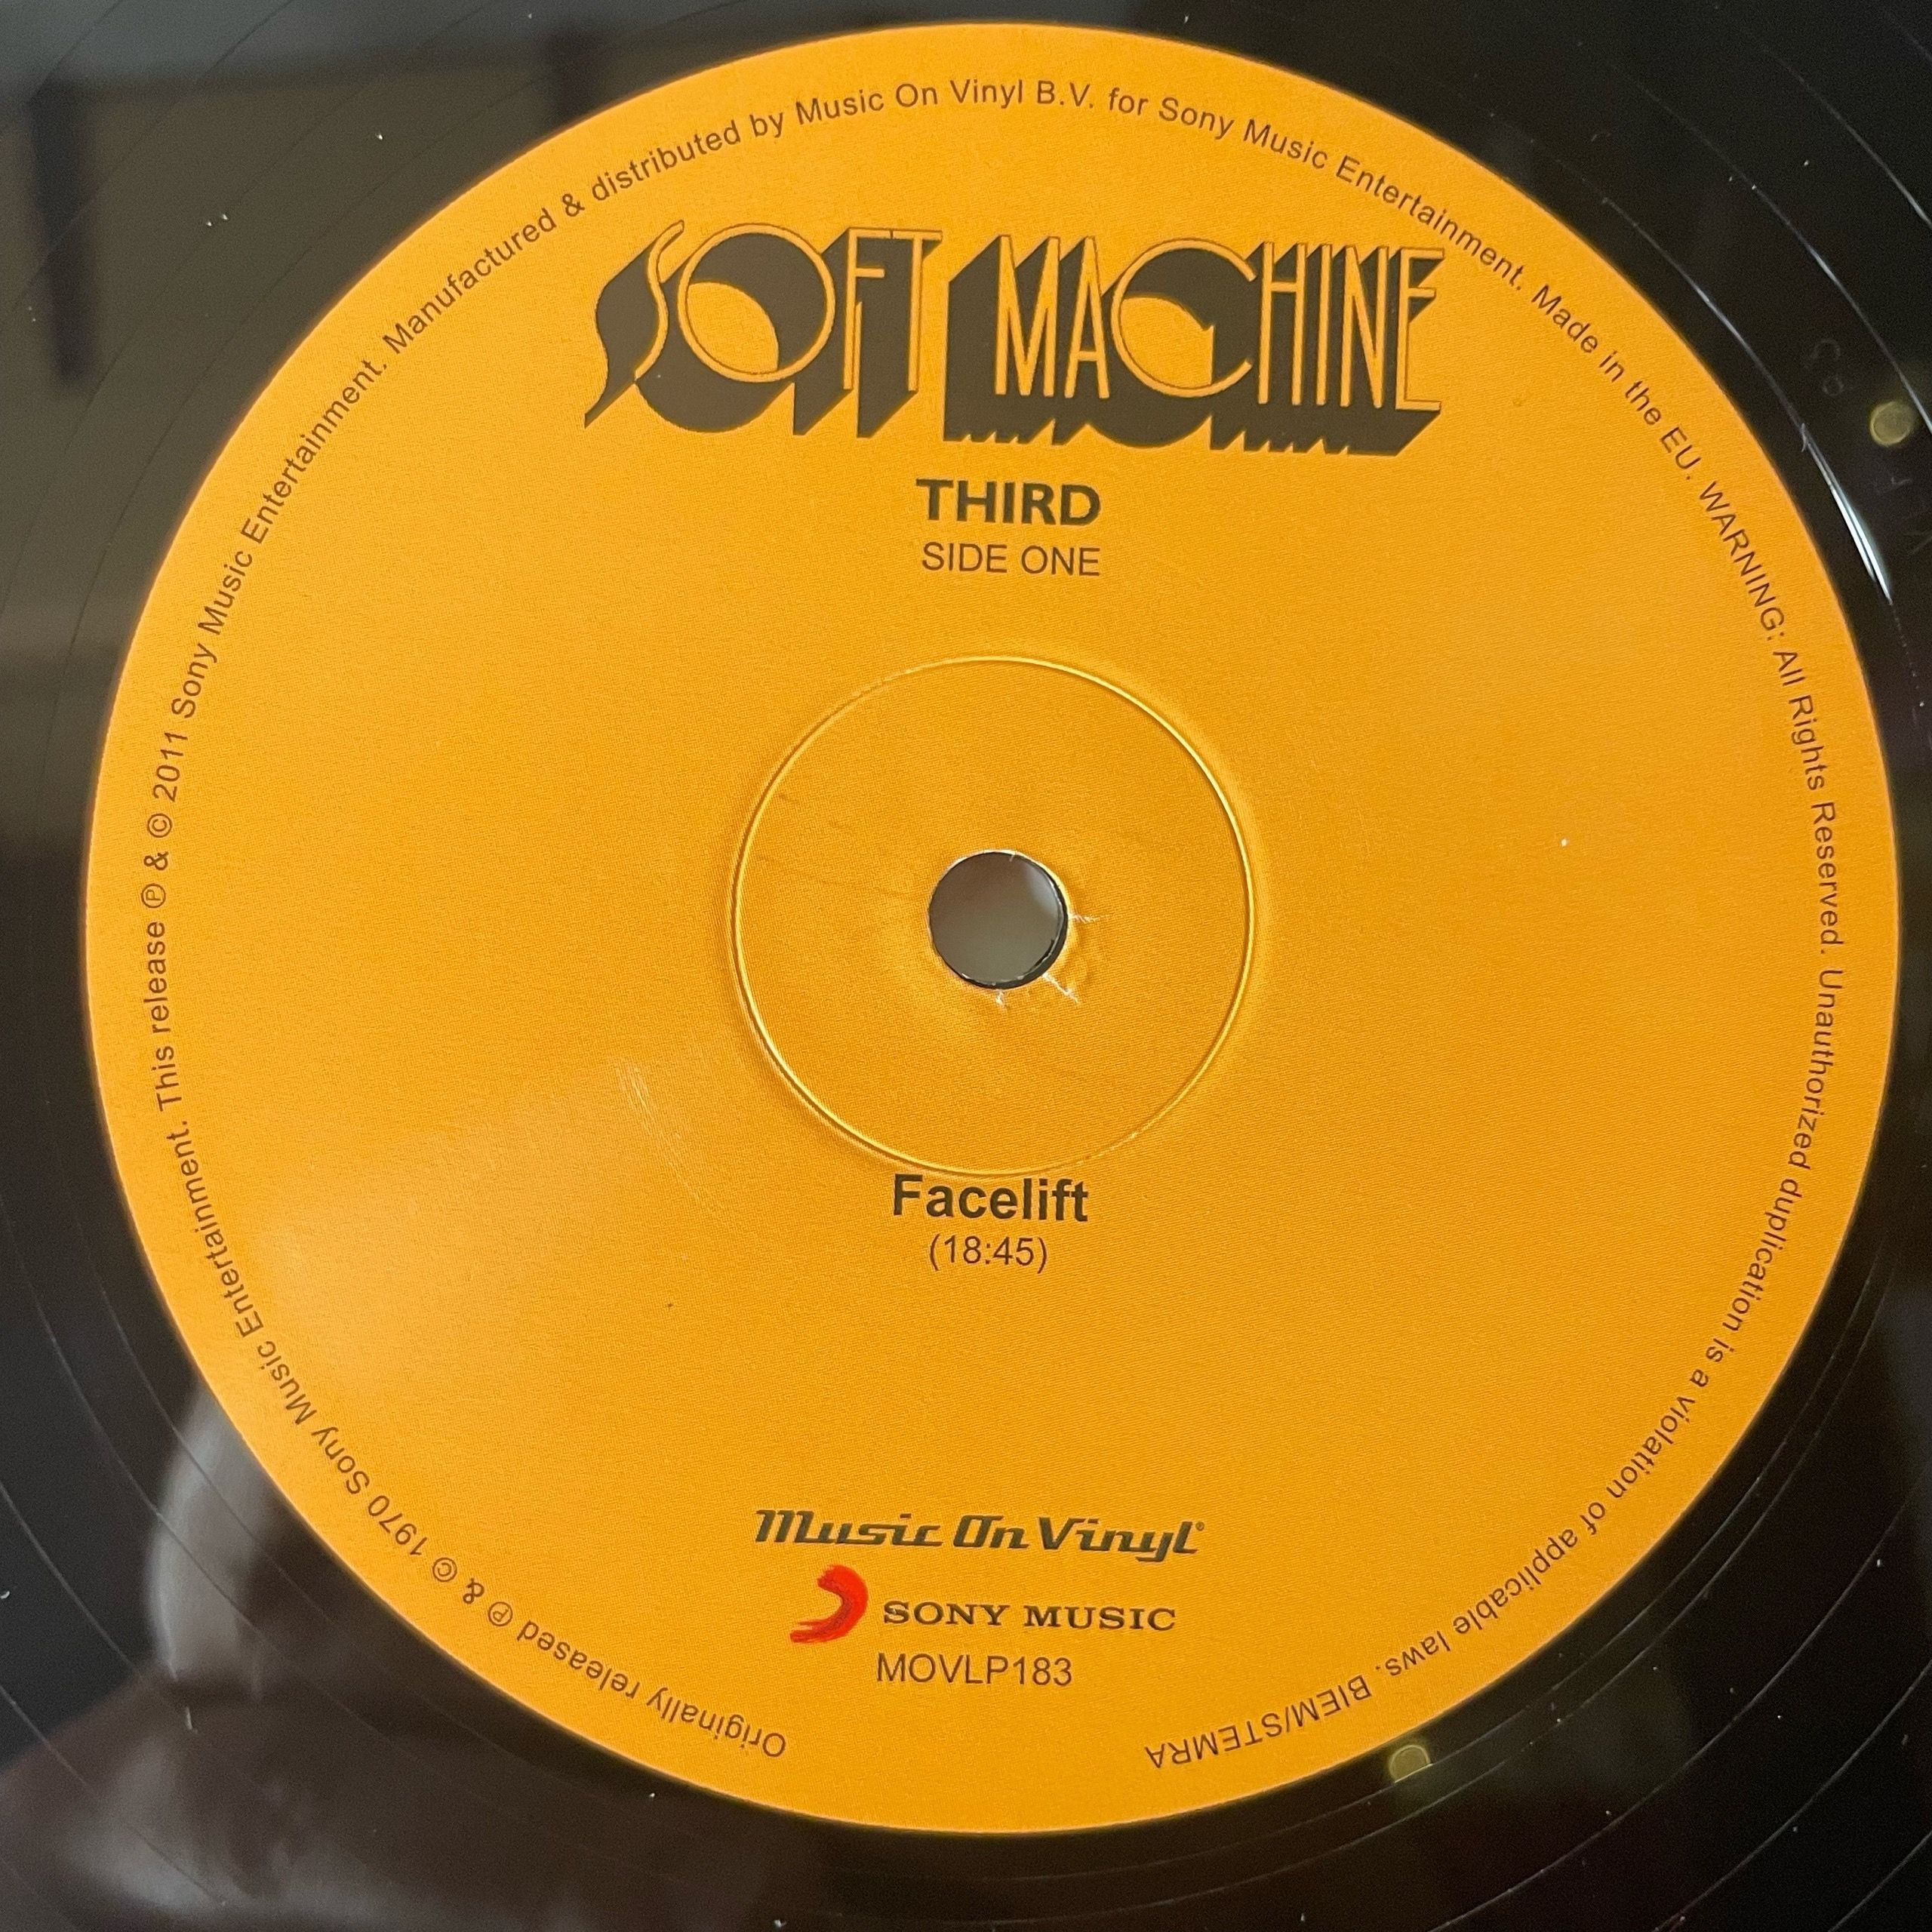 SOFT MACHINE
THIRD
SIDE ONE
Facelift
(18:45)
Music On Vinyl®
SONY MUSIC
MOVLP183
Originally released ℗ & © 1970 Sony Music Entertainment. This release ℗ & © 2011 Sony Music Entertainment. Manufactured & distributed by Music On Vinyl B.V. for Sony Music Entertainment. Made in the EU. WARNING: All Rights Reserved. Unauthorized duplication is a violation of applicable laws. BIEM/STEMRA